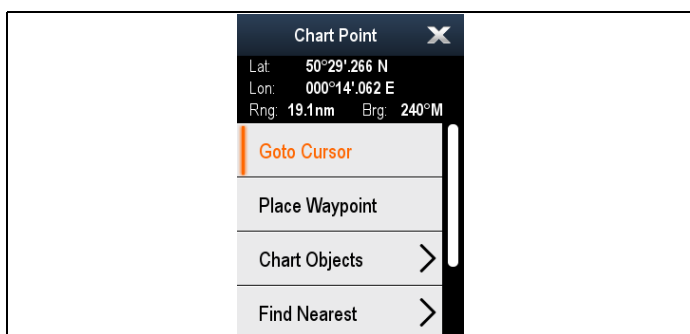 Chart Point
Lat: 50°29'.266 N
Lon: 000°14'.062 E
Rng: 19.1nm Brg: 240°M
Goto Cursor
Place Waypoint
Chart Objects
Find Nearest